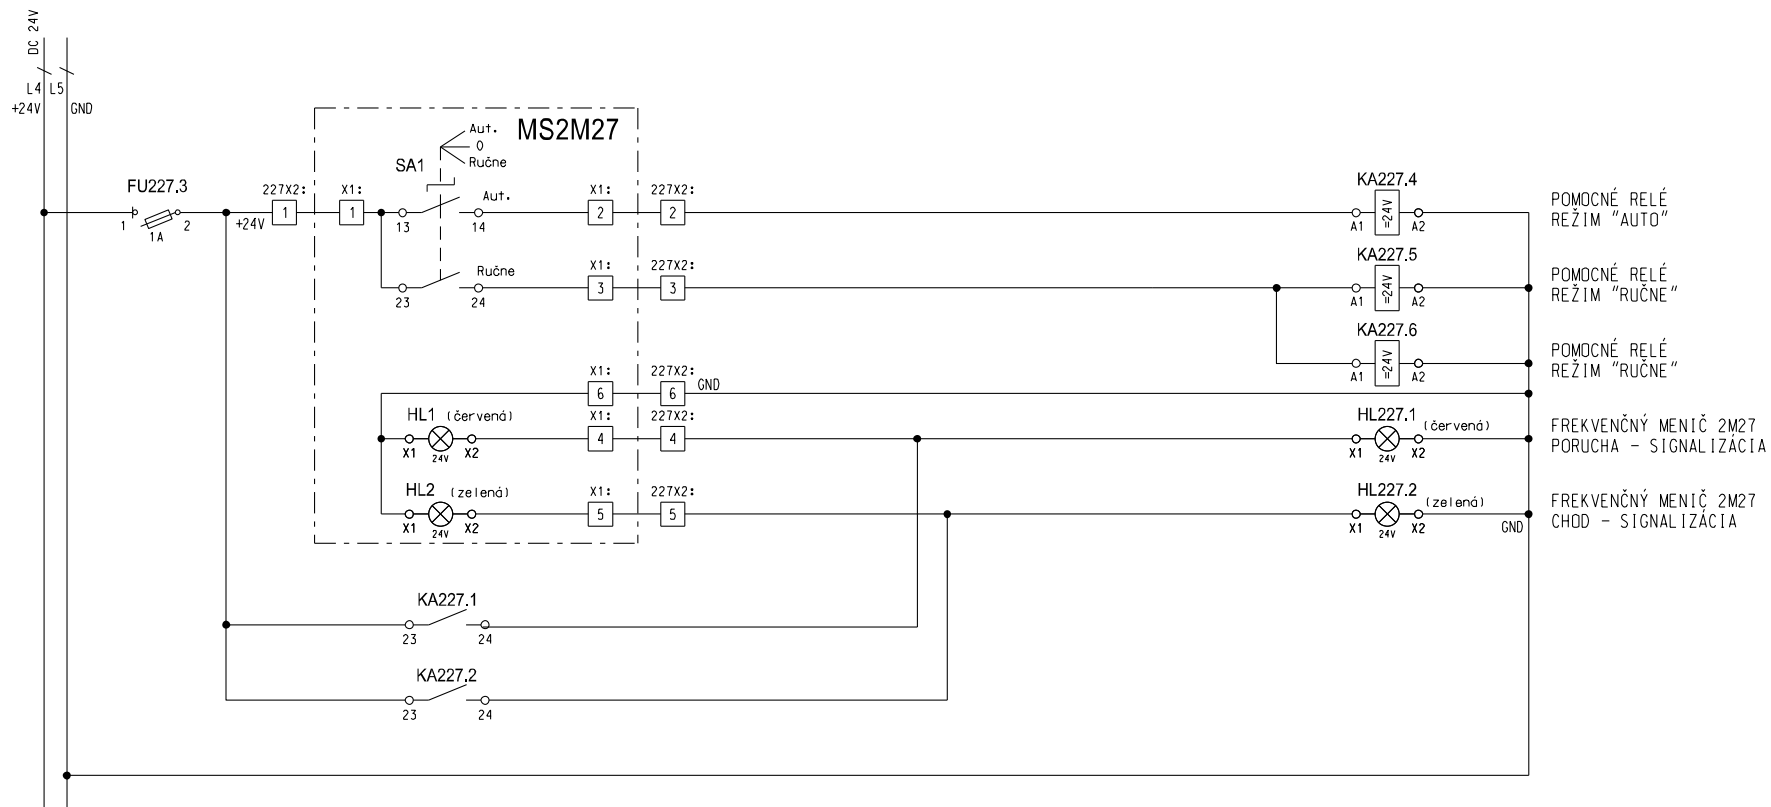 DC 24V
L4 L5
+24V GND
MS2M27
Aut.
0
Ručne
SA1
FU227.3
1 1A 2
+24V
227X2: 1
X1: 1
13 14
Aut.
X1: 2
227X2: 2
KA227.4
A1 =24V A2
POMOCNÉ RELÉ
REŽIM "AUTO"
Ručne
23 24
X1: 3
227X2: 3
KA227.5
A1 =24V A2
POMOCNÉ RELÉ
REŽIM "RUČNE"
KA227.6
A1 =24V A2
POMOCNÉ RELÉ
REŽIM "RUČNE"
X1: 6
227X2: 6
GND
HL1 (červená)
X1 24V X2
X1: 4
227X2: 4
HL227.1 (červená)
X1 24V X2
FREKVENČNÝ MENIČ 2M27
PORUCHA - SIGNALIZÁCIA
HL2 (zelená)
X1 24V X2
X1: 5
227X2: 5
HL227.2 (zelená)
X1 24V X2
GND
FREKVENČNÝ MENIČ 2M27
CHOD - SIGNALIZÁCIA
KA227.1
23 24
KA227.2
23 24